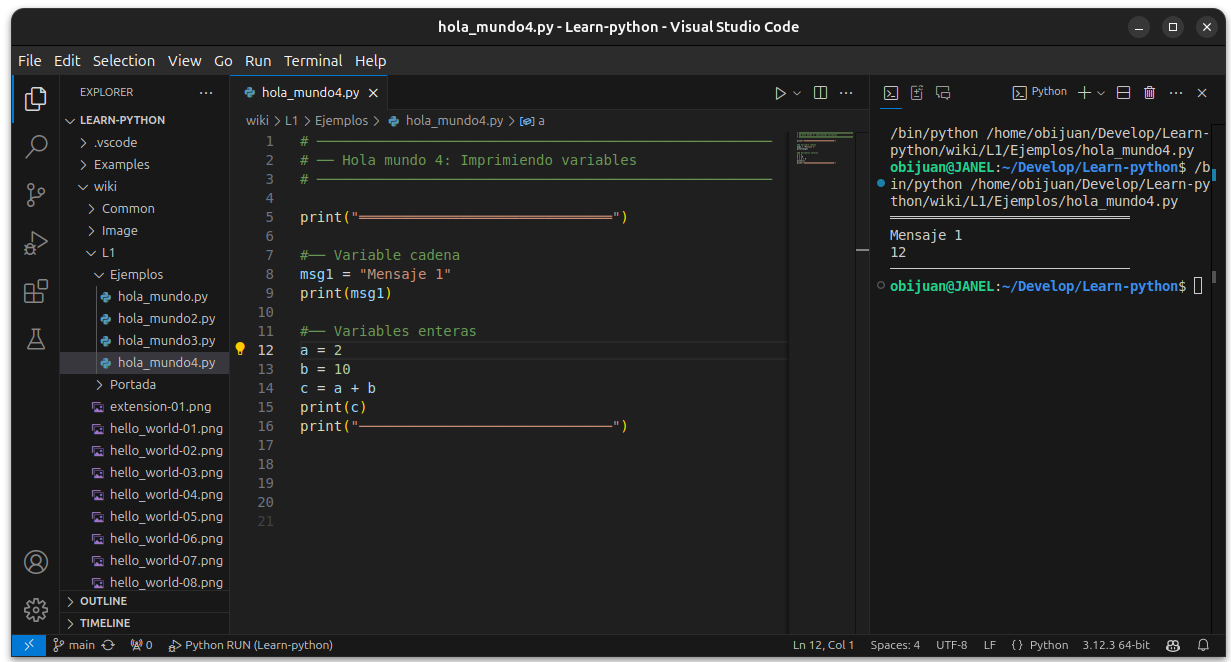 hola_mundo4.py - Learn-python - Visual Studio Code
File Edit Selection View Go Run Terminal Help
EXPLORER
LEARN-PYTHON
.vscode
Examples
wiki
Common
Image
L1
Ejemplos
hola_mundo.py
hola_mundo2.py
hola_mundo3.py
hola_mundo4.py
Portada
extension-01.png
hello_world-01.png
hello_world-02.png
hello_world-03.png
hello_world-04.png
hello_world-05.png
hello_world-06.png
hello_world-07.png
hello_world-08.png
OUTLINE
TIMELINE
hola_mundo4.py
wiki > L1 > Ejemplos > hola_mundo4.py > a
1 # ─────────────────────────────────────────────────────────
2 # ── Hola mundo 4: Imprimiendo variables
3 # ─────────────────────────────────────────────────────────
4
5 print("═══════════════════════════════")
6
7 #── Variable cadena
8 msg1 = "Mensaje 1"
9 print(msg1)
10
11 #── Variables enteras
12 a = 2
13 b = 10
14 c = a + b
15 print(c)
16 print("───────────────────────────────")
17
18
19
20
21
Python
/bin/python /home/obijuan/Develop/Learn-
python/wiki/L1/Ejemplos/hola_mundo4.py
obijuan@JANEL:~/Develop/Learn-python$ /b
in/python /home/obijuan/Develop/Learn-py
thon/wiki/L1/Ejemplos/hola_mundo4.py
═══════════════════════════════
Mensaje 1
12
───────────────────────────────
obijuan@JANEL:~/Develop/Learn-python$
main 0 Python RUN (Learn-python) Ln 12, Col 1 Spaces: 4 UTF-8 LF {} Python 3.12.3 64-bit